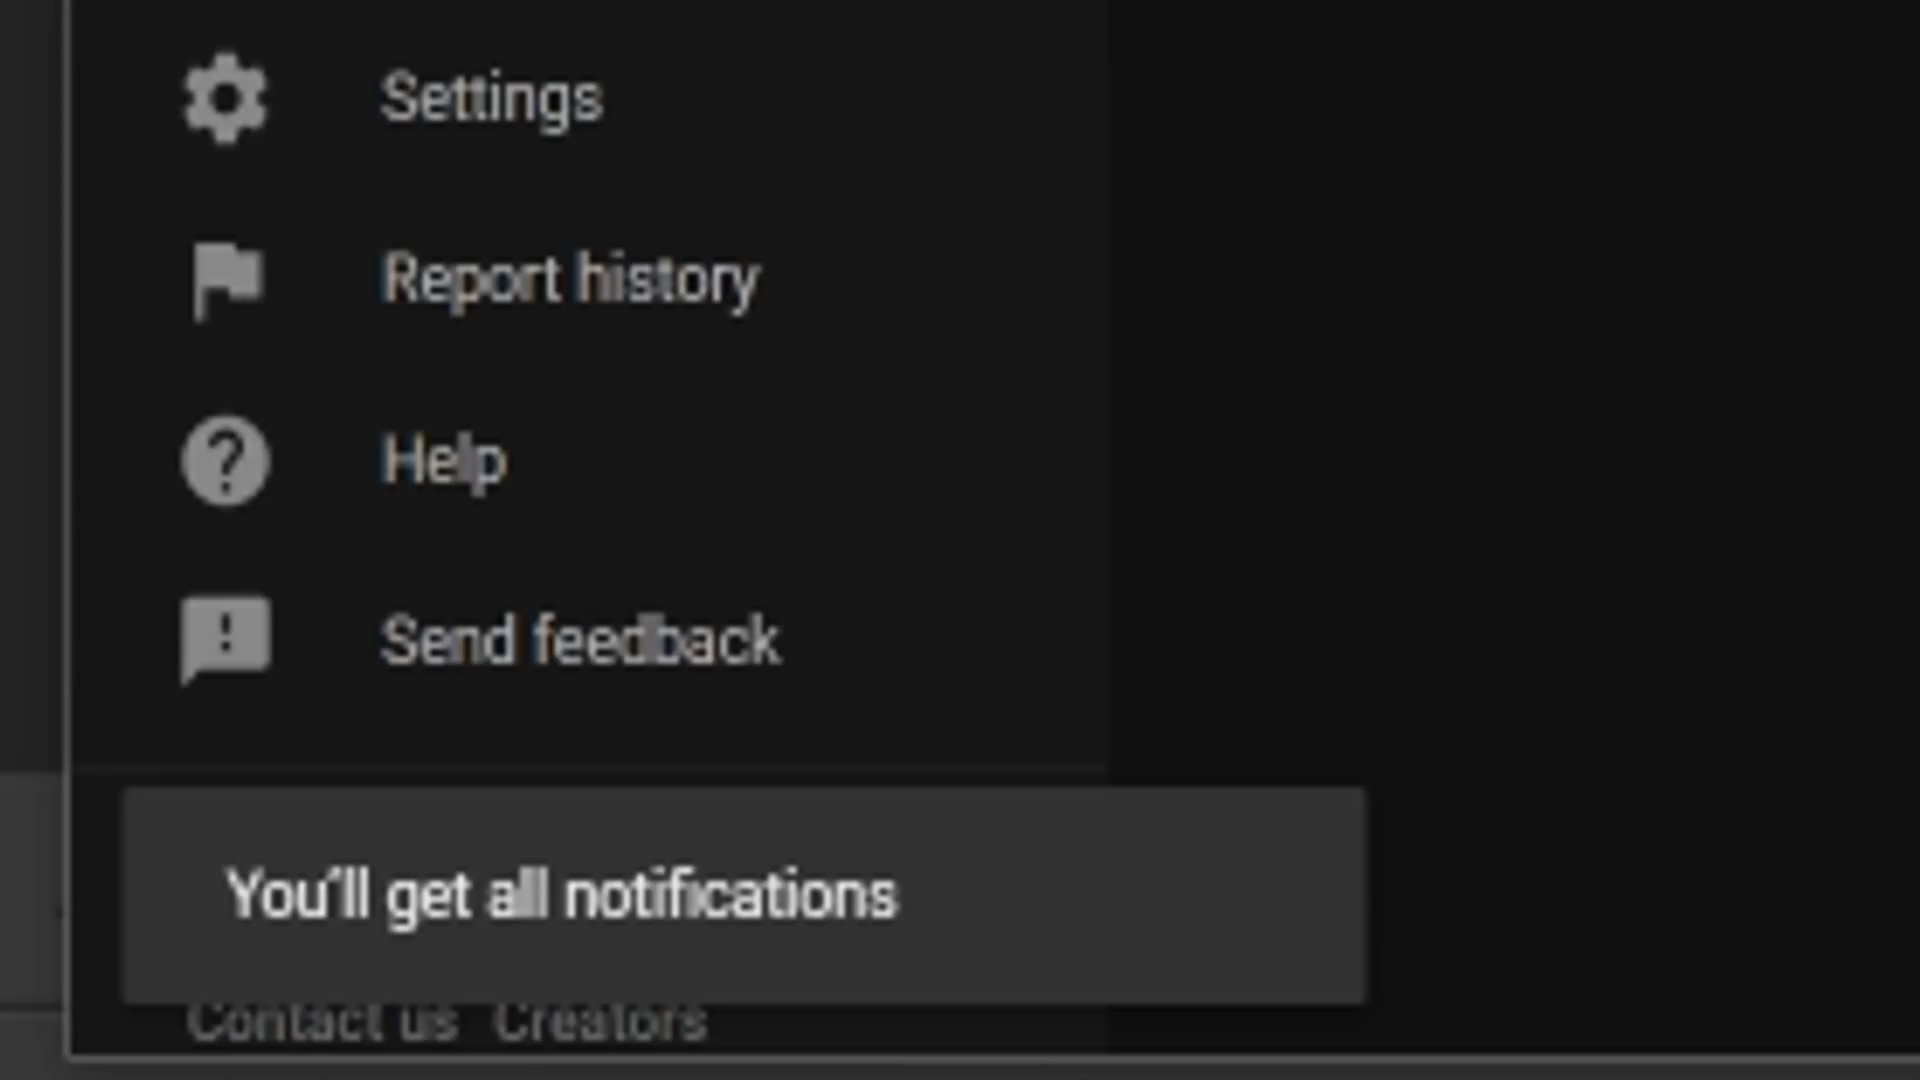 Settings
Report history
Help
Send feedback
You'll get all notifications
Contact us Creators